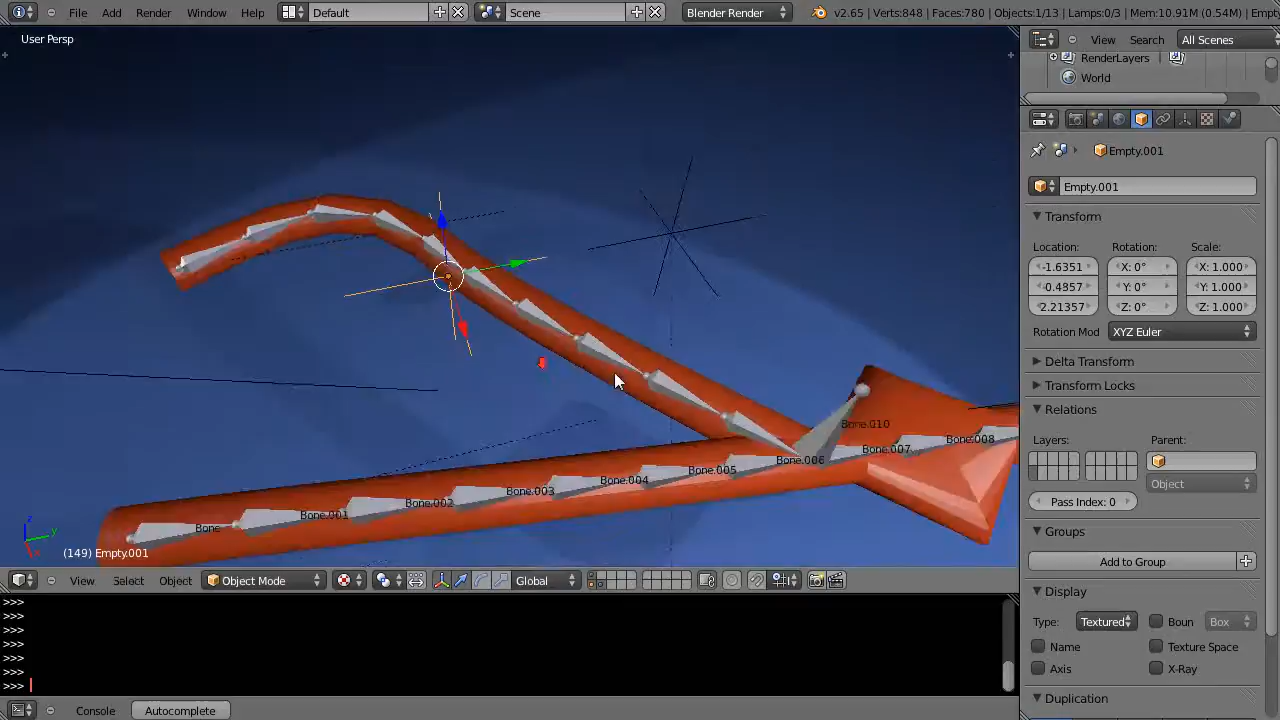 File Add Render Window Help Default Scene Blender Render v2.65 | Verts:848 | Faces:780 | Objects:1/13 | Lamps:0/3 | Mem:10.91M (0.54M) |
User Persp
View Search All Scenes
RenderLayers
World
Empty.001
Empty.001
Transform
Location: Rotation: Scale:
-1.6351 X: 0° X: 1.000
-0.4857 Y: 0° Y: 1.000
2.21357 Z: 0° Z: 1.000
Rotation Mod XYZ Euler
Delta Transform
Transform Locks
Relations
Layers: Parent:
Object
Pass Index: 0
Groups
Add to Group
Display
Type: Textured Boun Box
Name Texture Space
Axis X-Ray
Duplication
Bone.010
Bone.008
Bone.007
Bone.006
Bone.005
Bone.004
Bone.003
Bone.002
Bone.001
Bone
z
y
x
(149) Empty.001
View Select Object Object Mode Global
>>>
>>>
>>>
>>>
>>>
>>>
>>>
Console Autocomplete